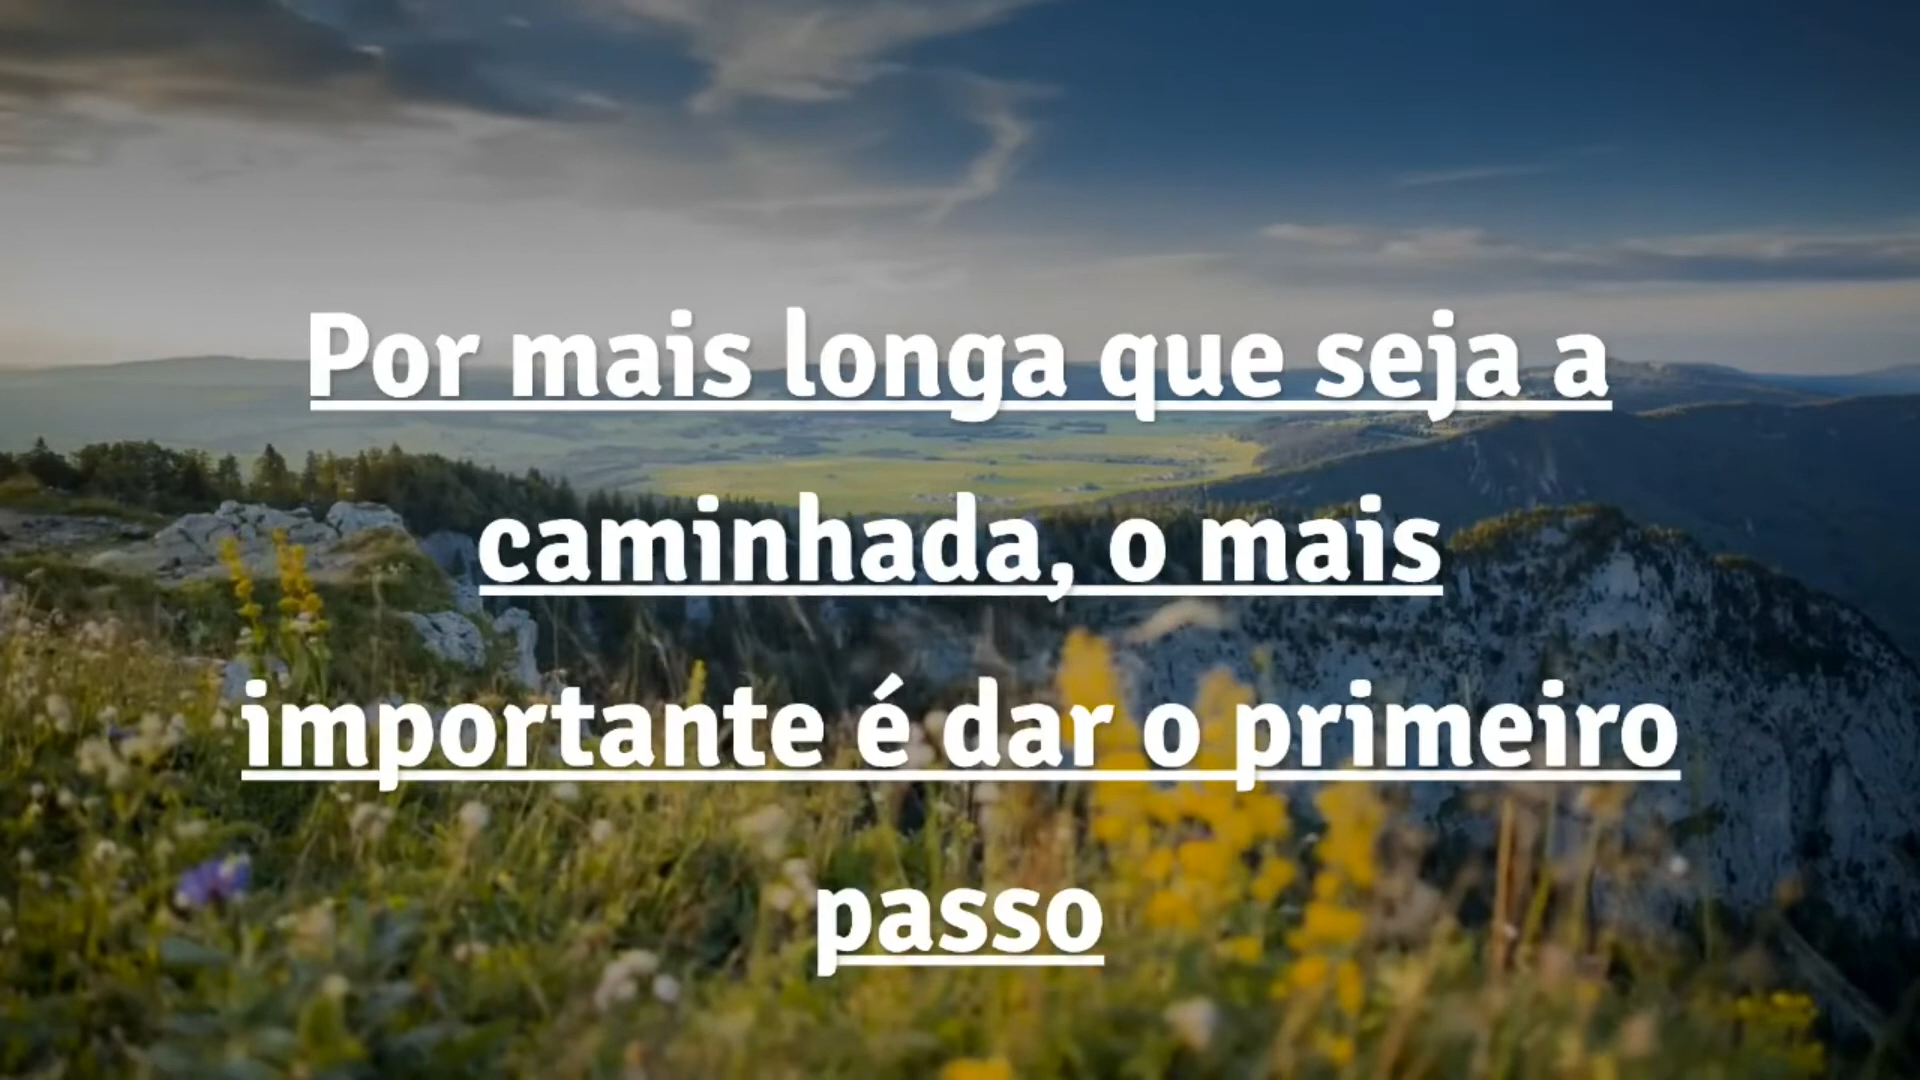 Por mais longa que seja a
caminhada, o mais
importante é dar o primeiro
passo